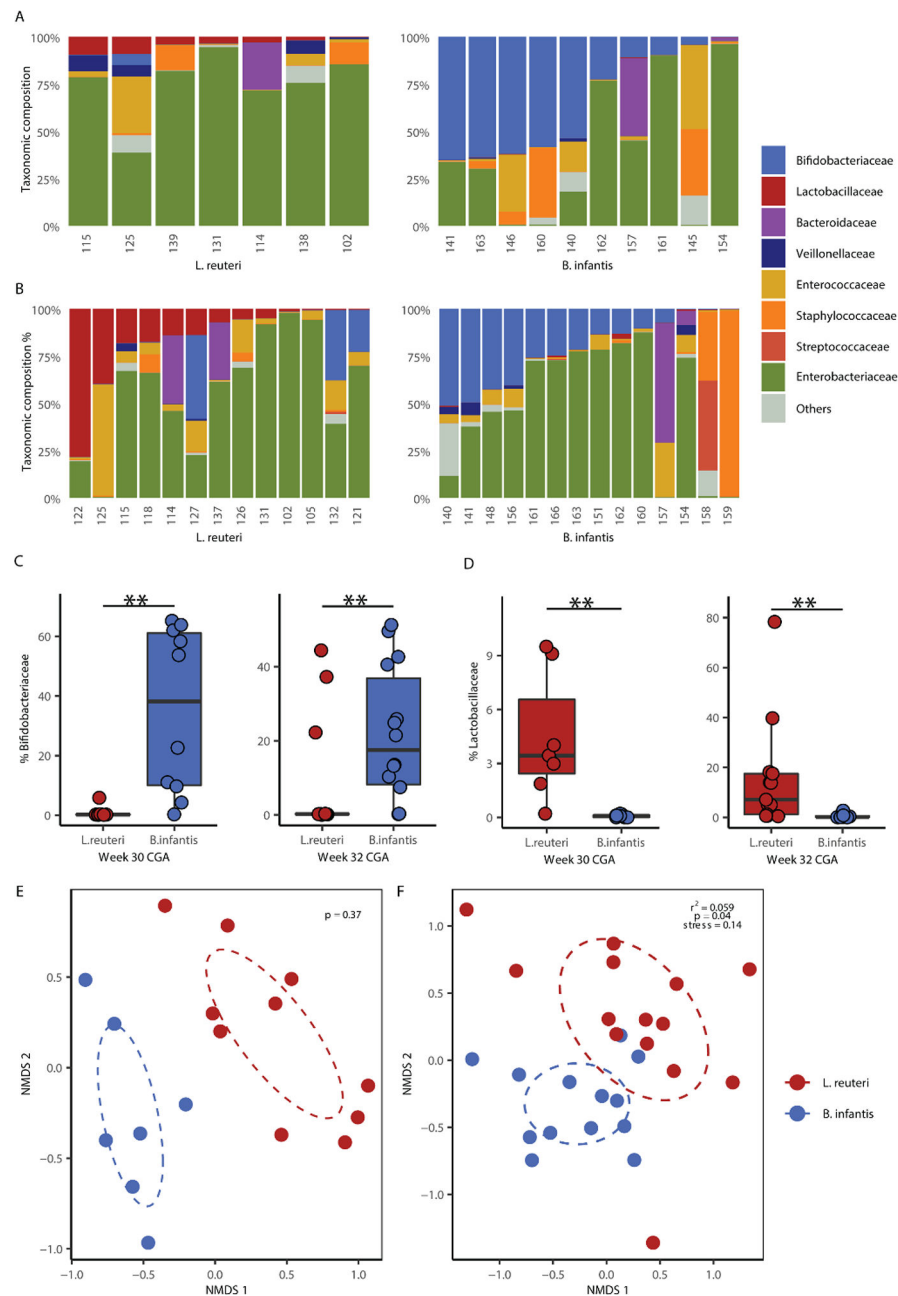 A
Taxonomic composition
100%
75%
50%
25%
0%
115
125
139
131
114
138
102
L. reuteri
100%
75%
50%
25%
0%
141
163
146
160
140
162
157
161
145
154
B. infantis
Bifidobacteriaceae
Lactobacillaceae
Bacteroidaceae
Veillonellaceae
Enterococcaceae
Staphylococcaceae
Streptococcaceae
Enterobacteriaceae
Others
B
Taxonomic composition %
100%
75%
50%
25%
0%
122
125
115
118
114
127
137
126
131
102
105
132
121
L. reuteri
100%
75%
50%
25%
0%
140
141
148
156
161
166
163
151
162
160
157
154
158
159
B. infantis
C
% Bifidobacteriaceae
60
40
20
0
**
L.reuteri B.infantis
Week 30 CGA
40
20
0
**
L.reuteri B.infantis
Week 32 CGA
D
% Lactobacillaceae
9
6
3
0
**
L.reuteri B.infantis
Week 30 CGA
80
60
40
20
0
**
L.reuteri B.infantis
Week 32 CGA
E
p = 0.37
NMDS 2
0.5
0.0
−0.5
−1.0
−1.0 −0.5 0.0 0.5 1.0
NMDS 1
F
r² = 0.059
p = 0.04
stress = 0.14
NMDS 2
1.0
0.5
0.0
−0.5
−1.0
−1.0 −0.5 0.0 0.5 1.0
NMDS 1
L. reuteri
B. infantis